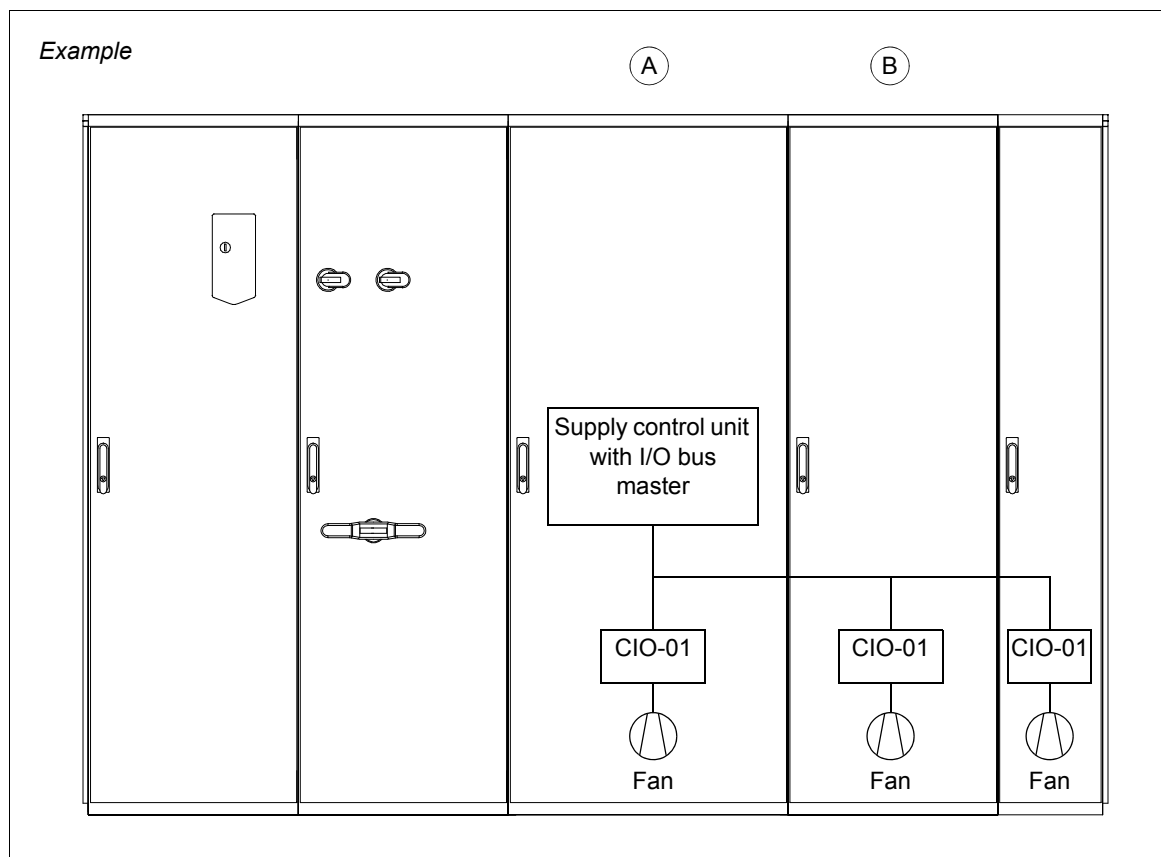 Example
A
B
Supply control unit
with I/O bus
master
CIO-01
CIO-01
CIO-01
Fan
Fan
Fan